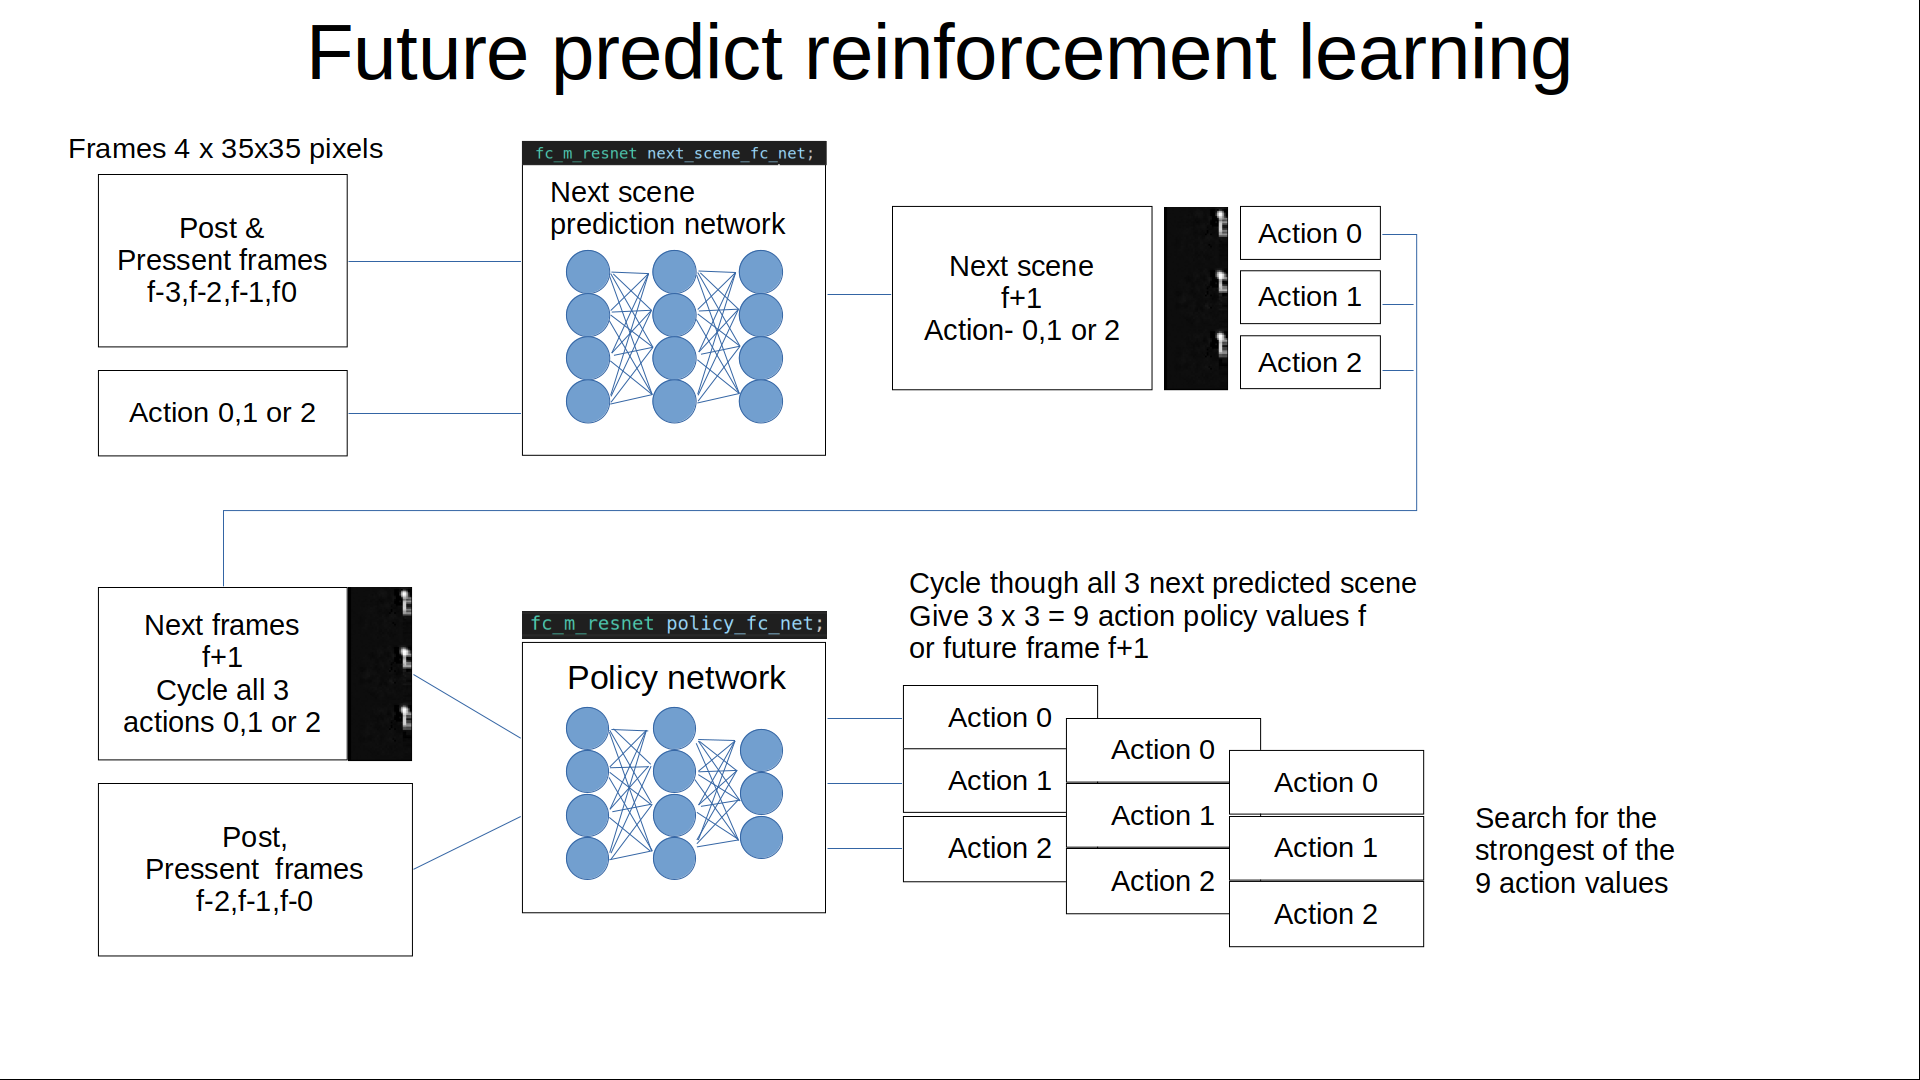 Future predict reinforcement learning
Frames 4 x 35x35 pixels
Post &
Pressent frames
f-3,f-2,f-1,f0
Action 0,1 or 2
fc_m_resnet next_scene_fc_net;
Next scene
prediction network
Next scene
f+1
Action- 0,1 or 2
Action 0
Action 1
Action 2
Next frames
f+1
Cycle all 3
actions 0,1 or 2
Post,
Pressent  frames
f-2,f-1,f-0
fc_m_resnet policy_fc_net;
Policy network
Cycle though all 3 next predicted scene
Give 3 x 3 = 9 action policy values f
or future frame f+1
Action 0
Action 1
Action 2
Action 0
Action 1
Action 2
Action 0
Action 1
Action 2
Search for the
strongest of the
9 action values